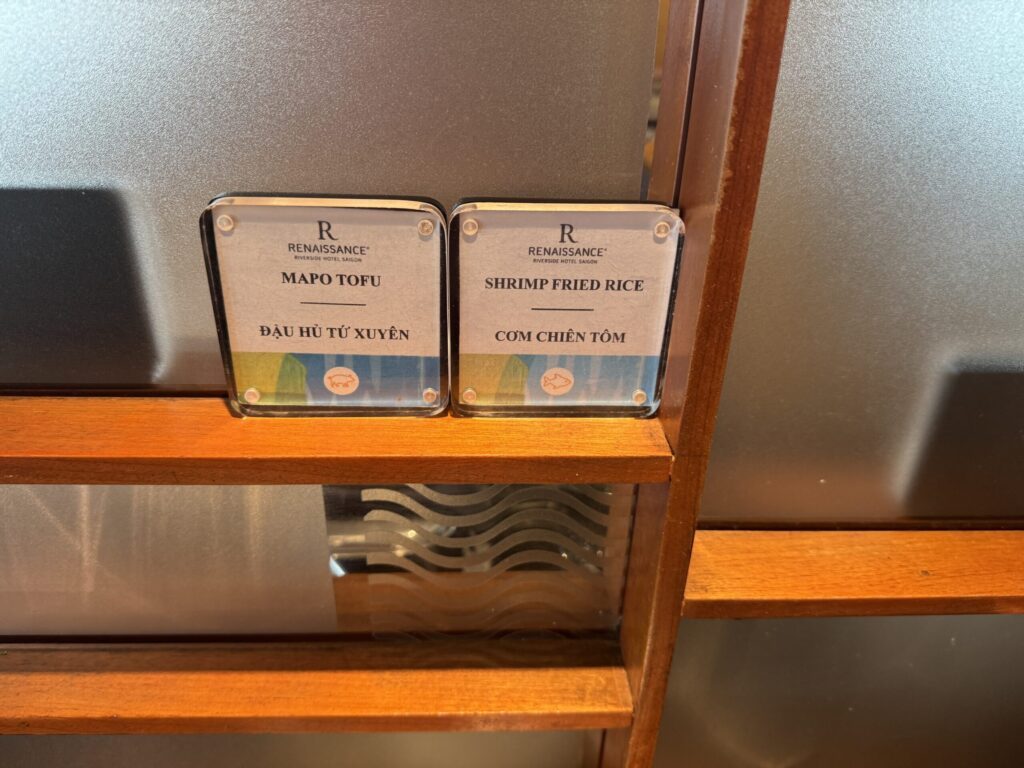 R
RENAISSANCE®
RIVERSIDE HOTEL SAIGON
MAPO TOFU
ĐẬU HỦ TỨ XUYÊN
R
RENAISSANCE®
RIVERSIDE HOTEL SAIGON
SHRIMP FRIED RICE
CƠM CHIÊN TÔM